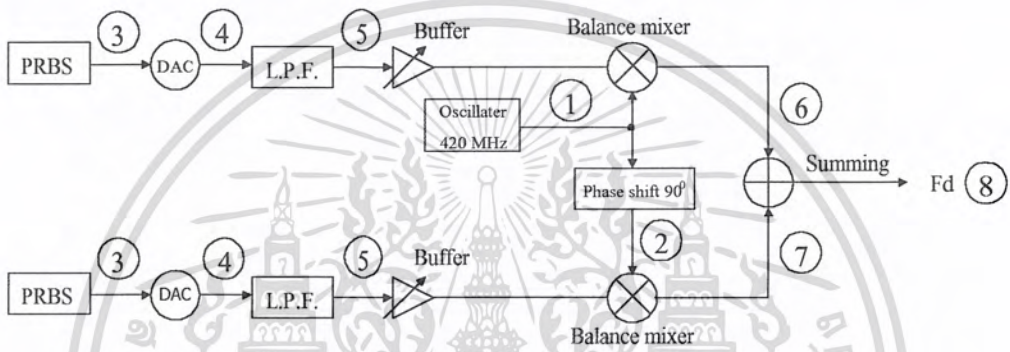 3
4
5
Buffer
Balance mixer
PRBS
DAC
L.P.F.
1
6
Oscillater
420 MHz
Summing
Fd
8
Phase shift 90⁰
2
7
3
4
5
Buffer
PRBS
DAC
L.P.F.
Balance mixer